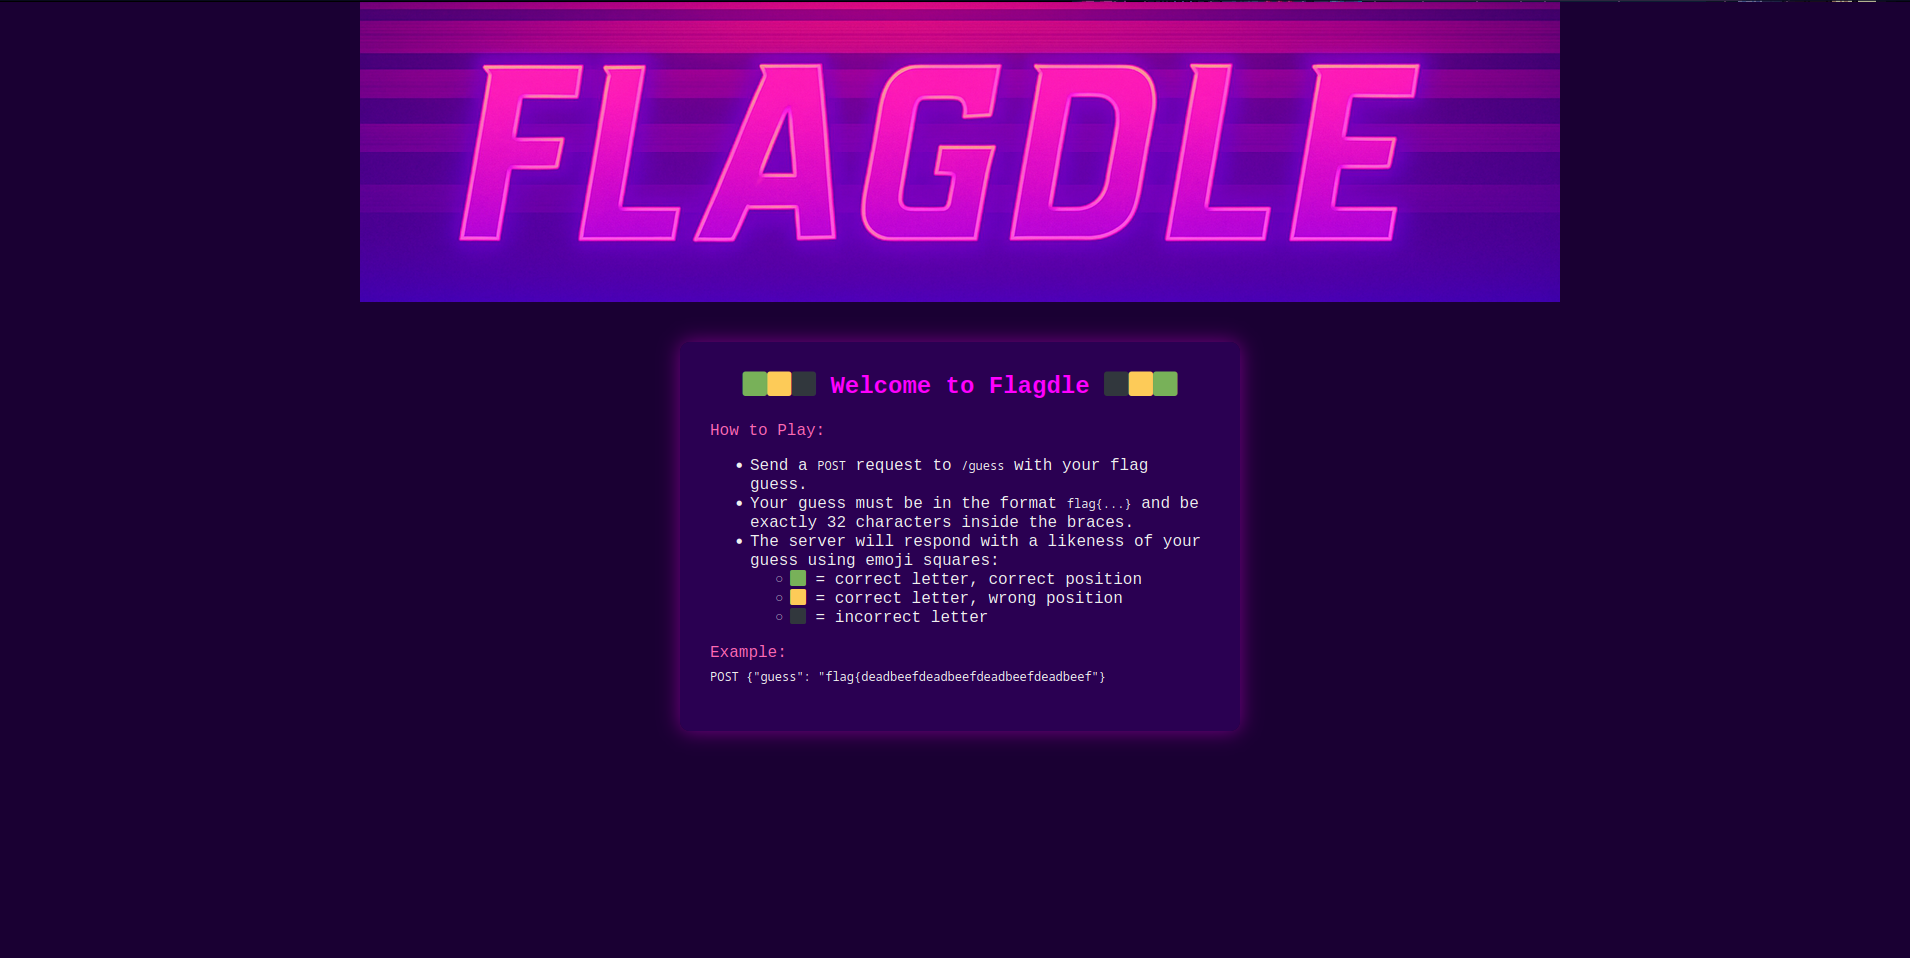 FLAGDLE
🟩🟨⬛ Welcome to Flagdle ⬛🟨🟩
How to Play:
• Send a POST request to /guess with your flag
guess.
• Your guess must be in the format flag{...} and be
exactly 32 characters inside the braces.
• The server will respond with a likeness of your
guess using emoji squares:
○ 🟩 = correct letter, correct position
○ 🟨 = correct letter, wrong position
○ ⬛ = incorrect letter
Example:
POST {"guess": "flag{deadbeefdeadbeefdeadbeefdeadbeef"}